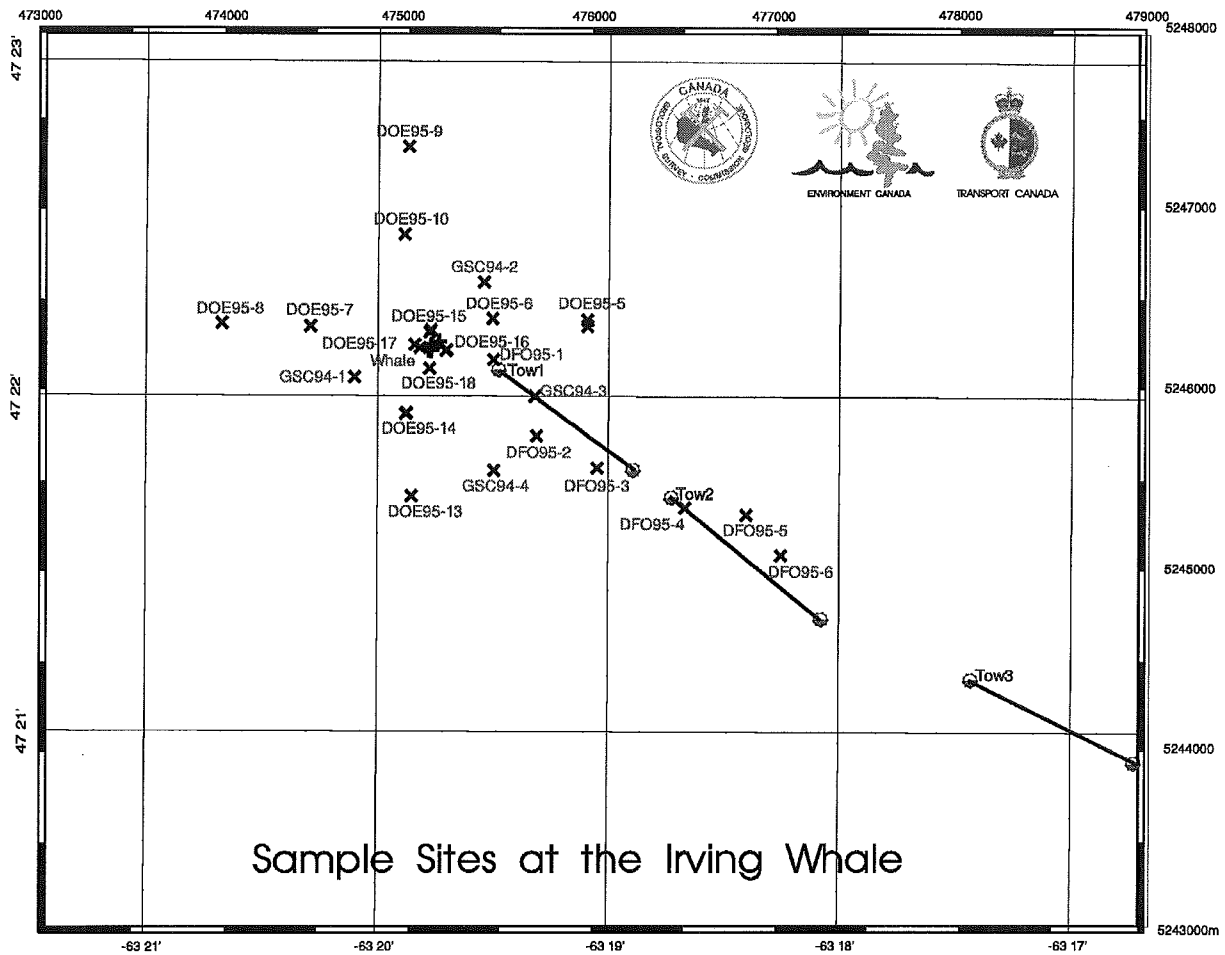 473000 474000 475000 476000 477000 478000 479000
5248000
47 23'
CANADA
1842
GEOLOGICAL SURVEY • COMMISSION GEOLOGIQUE
ENVIRONMENT CANADA
TRANSPORT CANADA
DOE95-9
5247000
DOE95-10
GSC94-2
DOE95-8
DOE95-7
DOE95-15
DOE95-6
DOE95-5
DOE95-17
DOE95-16
Whale
DFO95-1
GSC94-1
DOE95-18
Tow1
GSC94-3
47 22'
5246000
DOE95-14
DFO95-2
GSC94-4
DFO95-3
DOE95-13
Tow2
DFO95-4
DFO95-5
DFO95-6
5245000
Tow3
47 21'
5244000
Sample Sites at the Irving Whale
5243000m
-63 21' -63 20' -63 19' -63 18' -63 17'